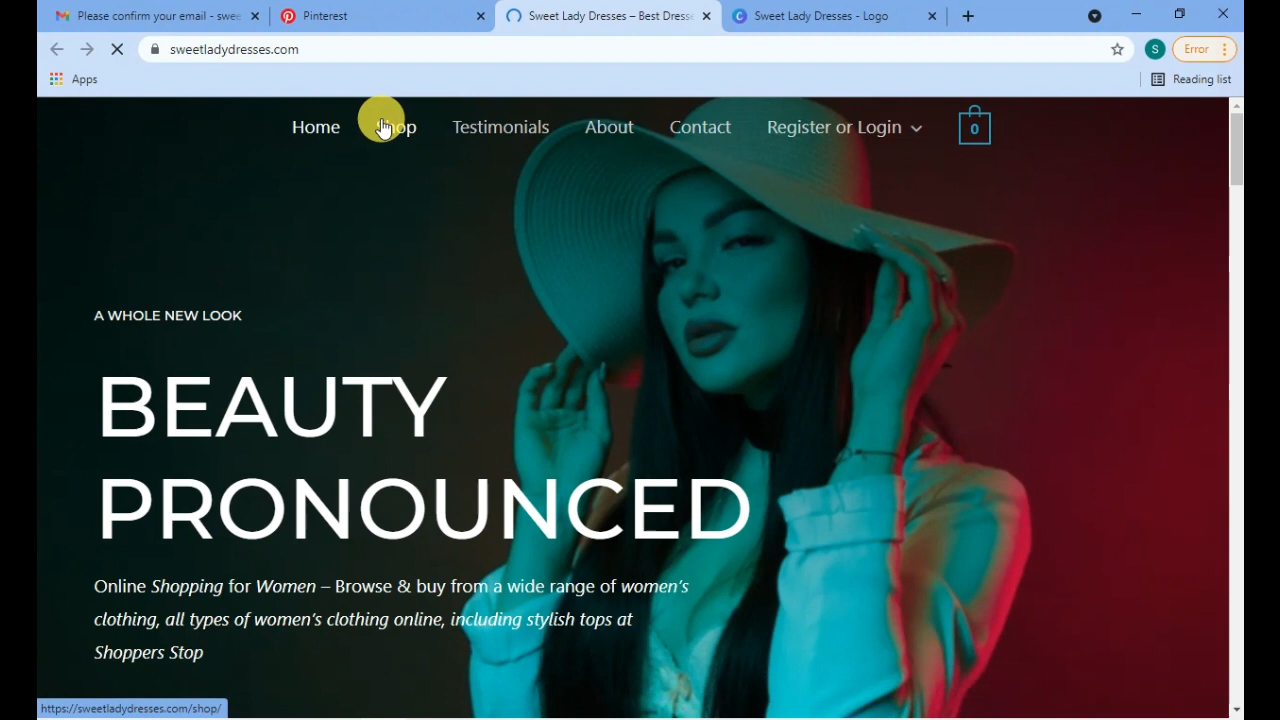 Please confirm your email - swee
Pinterest
Sweet Lady Dresses – Best Dresse
Sweet Lady Dresses - Logo
sweetladydresses.com
S
Error
Apps
Reading list
Home
Shop
Testimonials
About
Contact
Register or Login
0
A WHOLE NEW LOOK
BEAUTY
PRONOUNCED
Online Shopping for Women – Browse & buy from a wide range of women's
clothing, all types of women's clothing online, including stylish tops at
Shoppers Stop
https://sweetladydresses.com/shop/